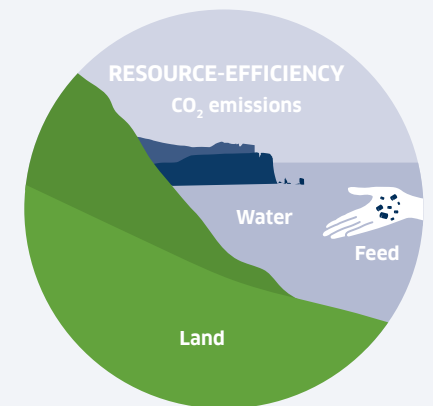 RESOURCE-EFFICIENCY
CO₂ emissions
Water
Feed
Land